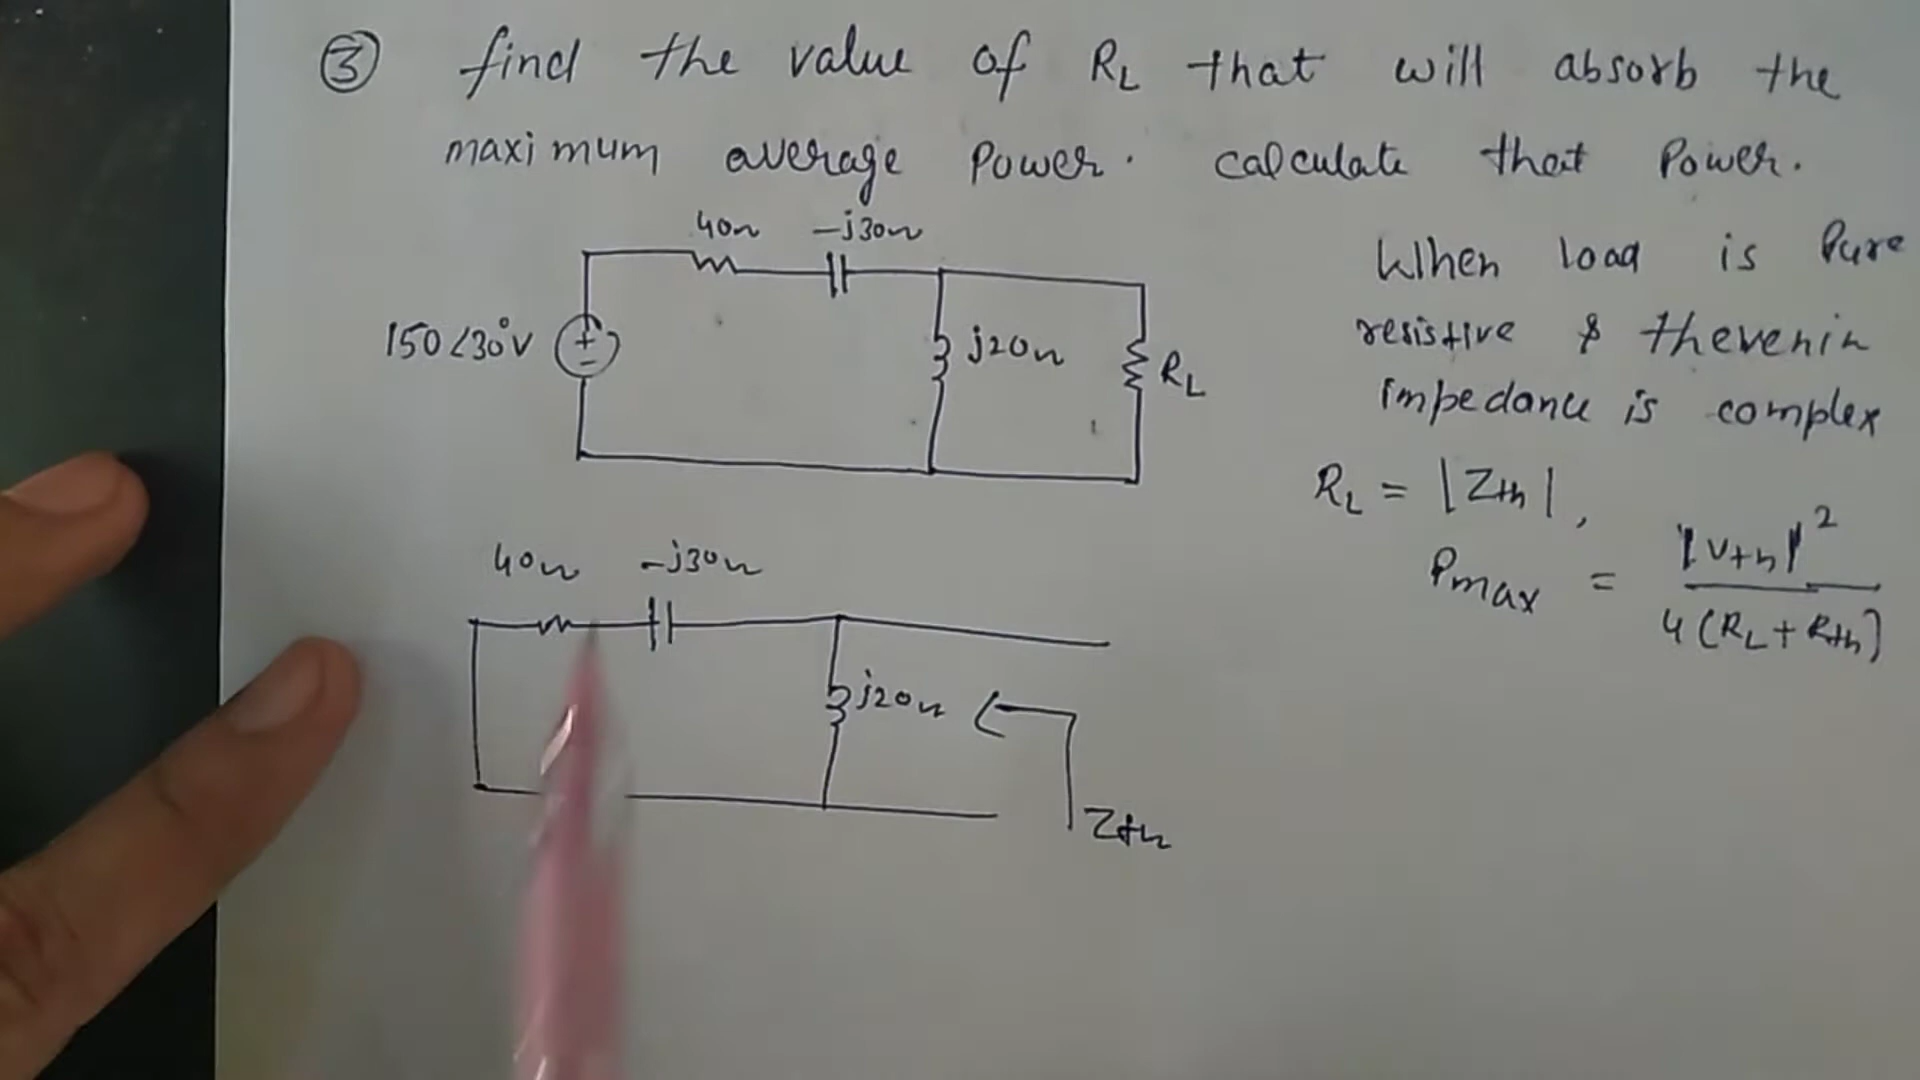 ③ find the value of RL that will absorb the
maximum average Power. calculate that Power.
40Ω -j30Ω
150∠30°V + - j20Ω RL
When load is Pure
resistive & thevenin
impedance is complex
RL = |Zth|,
Pmax = |Vth|² / 4(RL+Rth)
40Ω -j30Ω
j20Ω
Zth